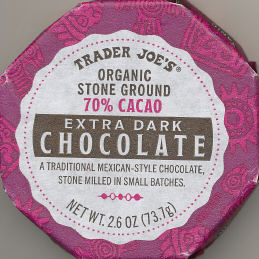 TRADER JOE'S®
ORGANIC
STONE GROUND
70% CACAO
EXTRA DARK
CHOCOLATE
A TRADITIONAL MEXICAN-STYLE CHOCOLATE,
STONE MILLED IN SMALL BATCHES.
NET WT. 2.6 OZ (73.7g)